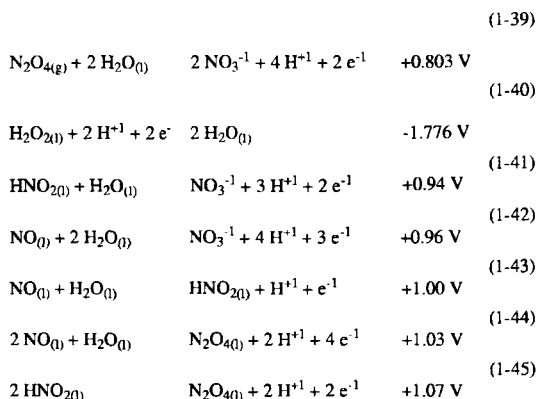 (1-39)
N₂O₄(g) + 2 H₂O(l) 2 NO₃⁻¹ + 4 H⁺¹ + 2 e⁻¹ +0.803 V
(1-40)
H₂O₂(l) + 2 H⁺¹ + 2 e⁻ 2 H₂O(l) -1.776 V
(1-41)
HNO₂(l) + H₂O(l) NO₃⁻¹ + 3 H⁺¹ + 2 e⁻¹ +0.94 V
(1-42)
NO(l) + 2 H₂O(l) NO₃⁻¹ + 4 H⁺¹ + 3 e⁻¹ +0.96 V
(1-43)
NO(l) + H₂O(l) HNO₂(l) + H⁺¹ + e⁻¹ +1.00 V
(1-44)
2 NO(l) + H₂O(l) N₂O₄(l) + 2 H⁺¹ + 4 e⁻¹ +1.03 V
(1-45)
2 HNO₂(l) N₂O₄(l) + 2 H⁺¹ + 2 e⁻¹ +1.07 V